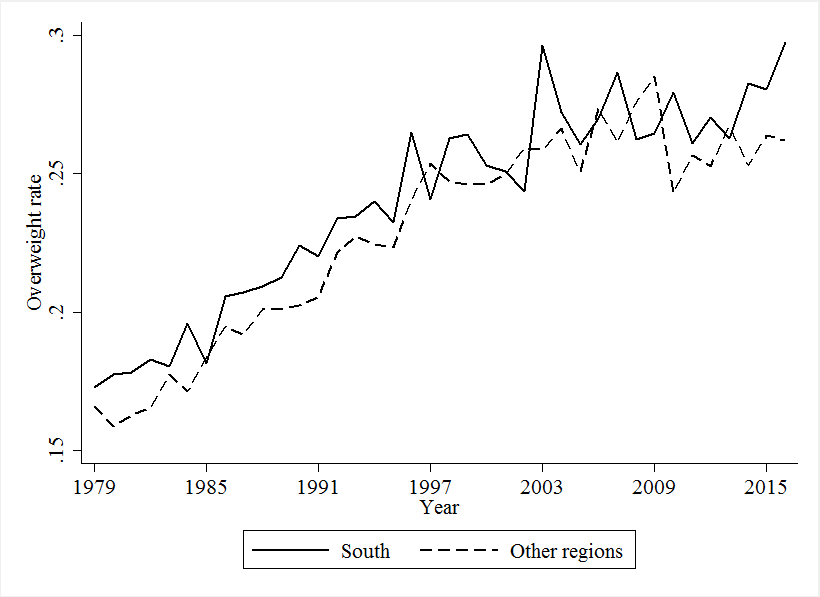 .3
.25
.2
.15
Overweight rate
1979 1985 1991 1997 2003 2009 2015
Year
South Other regions